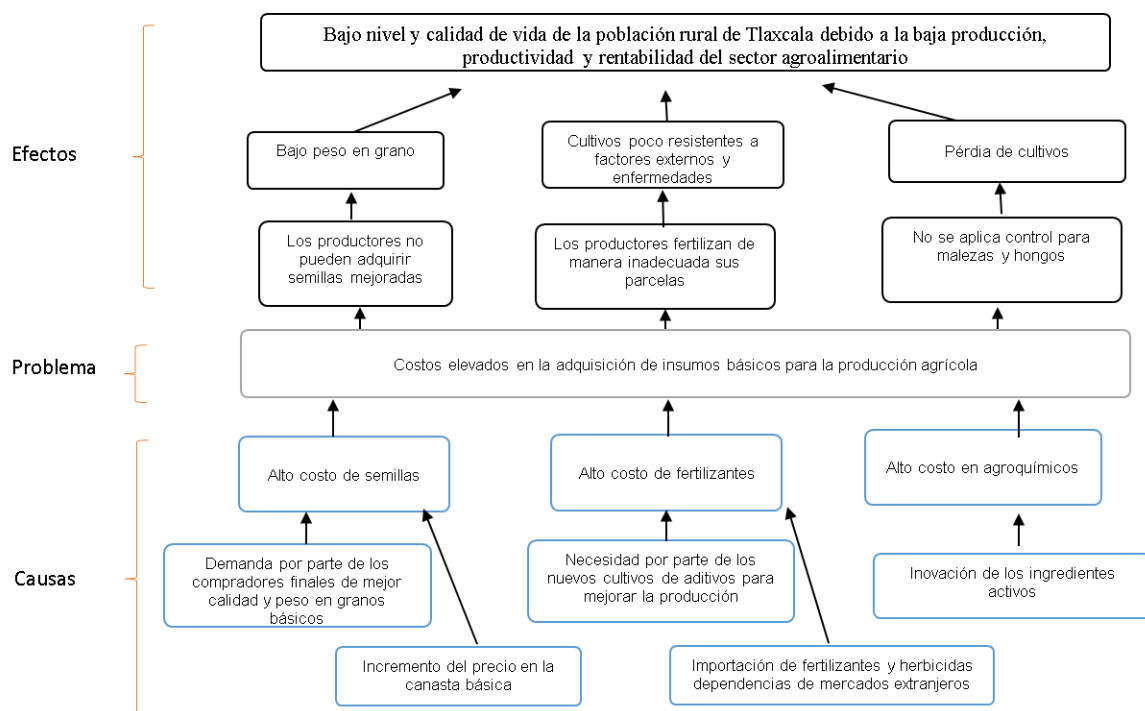 Bajo nivel y calidad de vida de la población rural de Tlaxcala debido a la baja producción,
productividad y rentabilidad del sector agroalimentario
Efectos
Bajo peso en grano
Cultivos poco resistentes a
factores externos y
enfermedades
Pérdia de cultivos
Los productores no
pueden adquirir
semillas mejoradas
Los productores fertilizan de
manera inadecuada sus
parcelas
No se aplica control para
malezas y hongos
Problema
Costos elevados en la adquisición de insumos básicos para la producción agrícola
Alto costo de semillas
Alto costo de fertilizantes
Alto costo en agroquímicos
Causas
Demanda por parte de los
compradores finales de mejor
calidad y peso en granos
básicos
Necesidad por parte de los
nuevos cultivos de aditivos para
mejorar la producción
Inovación de los ingredientes
activos
Incremento del precio en la
canasta básica
Importación de fertilizantes y herbicidas
dependencias de mercados extranjeros